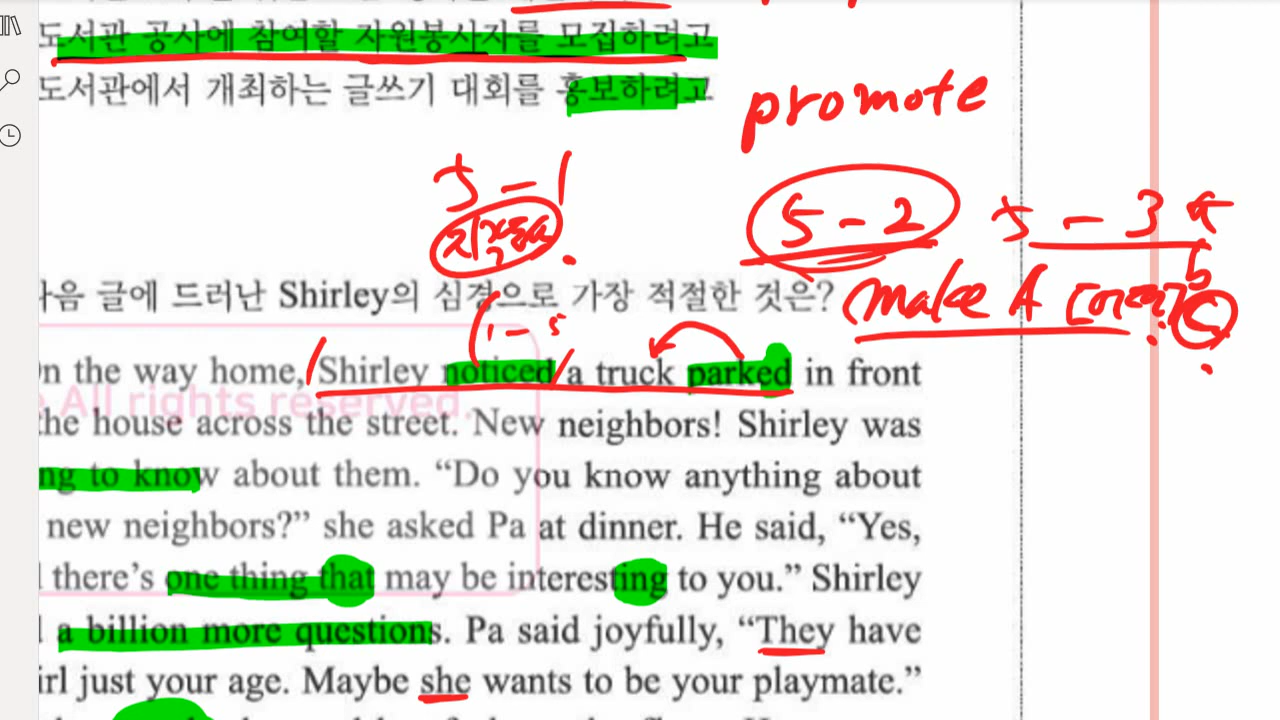 도서관 공사에 참여할 자원봉사자를 모집하려고
도서관에서 개최하는 글쓰기 대회를 홍보하려고
promote
5-1
5-2
5-3
make A
음 글에 드러난 Shirley의 심경으로 가장 적절한 것은?
1-5
n the way home, Shirley noticed a truck parked in front
the house across the street. New neighbors! Shirley was
ng to know about them. “Do you know anything about
new neighbors?” she asked Pa at dinner. He said, “Yes,
there’s one thing that may be interesting to you.” Shirley
a billion more questions. Pa said joyfully, “They have
irl just your age. Maybe she wants to be your playmate.”
All rights reserved.